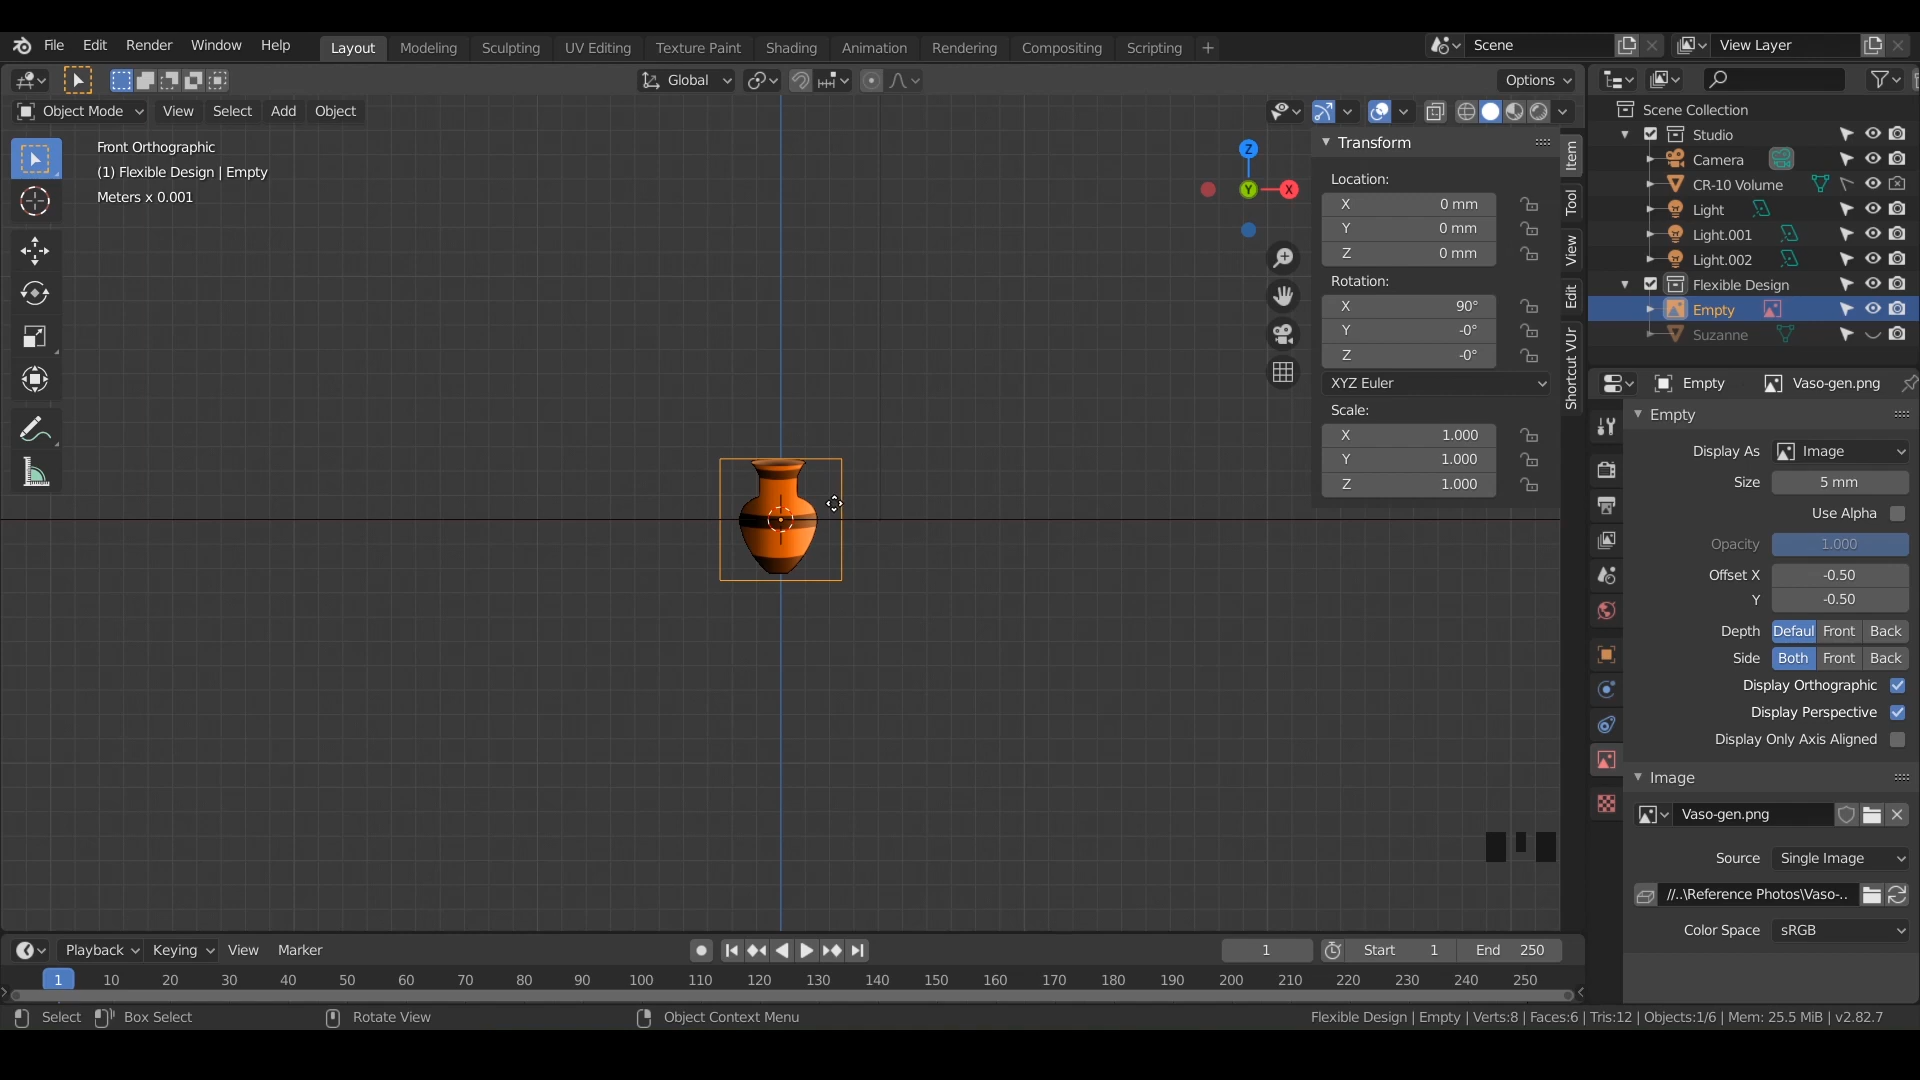 File Edit Render Window Help Layout Modeling Sculpting UV Editing Texture Paint Shading Animation Rendering Compositing Scripting + Scene View Layer
Global Options
Object Mode View Select Add Object
Front Orthographic
(1) Flexible Design | Empty
Meters x 0.001
Z
Y
X
Transform
Location:
X 0 mm
Y 0 mm
Z 0 mm
Rotation:
X 90°
Y -0°
Z -0°
XYZ Euler
Scale:
X 1.000
Y 1.000
Z 1.000
Item
Tool
View
Edit
Shortcut VUr
Scene Collection
Studio
Camera
CR-10 Volume
Light
Light.001
Light.002
Flexible Design
Empty
Suzanne
Empty Vaso-gen.png
Empty
Display As Image
Size 5 mm
Use Alpha
Opacity 1.000
Offset X -0.50
Y -0.50
Depth Defaul Front Back
Side Both Front Back
Display Orthographic
Display Perspective
Display Only Axis Aligned
Image
Vaso-gen.png
Source Single Image
//..\Reference Photos\Vaso-..
Color Space sRGB
Playback Keying View Marker 1 Start 1 End 250
1 10 20 30 40 50 60 70 80 90 100 110 120 130 140 150 160 170 180 190 200 210 220 230 240 250
Select Box Select Rotate View Object Context Menu Flexible Design | Empty | Verts:8 | Faces:6 | Tris:12 | Objects:1/6 | Mem: 25.5 MiB | v2.82.7